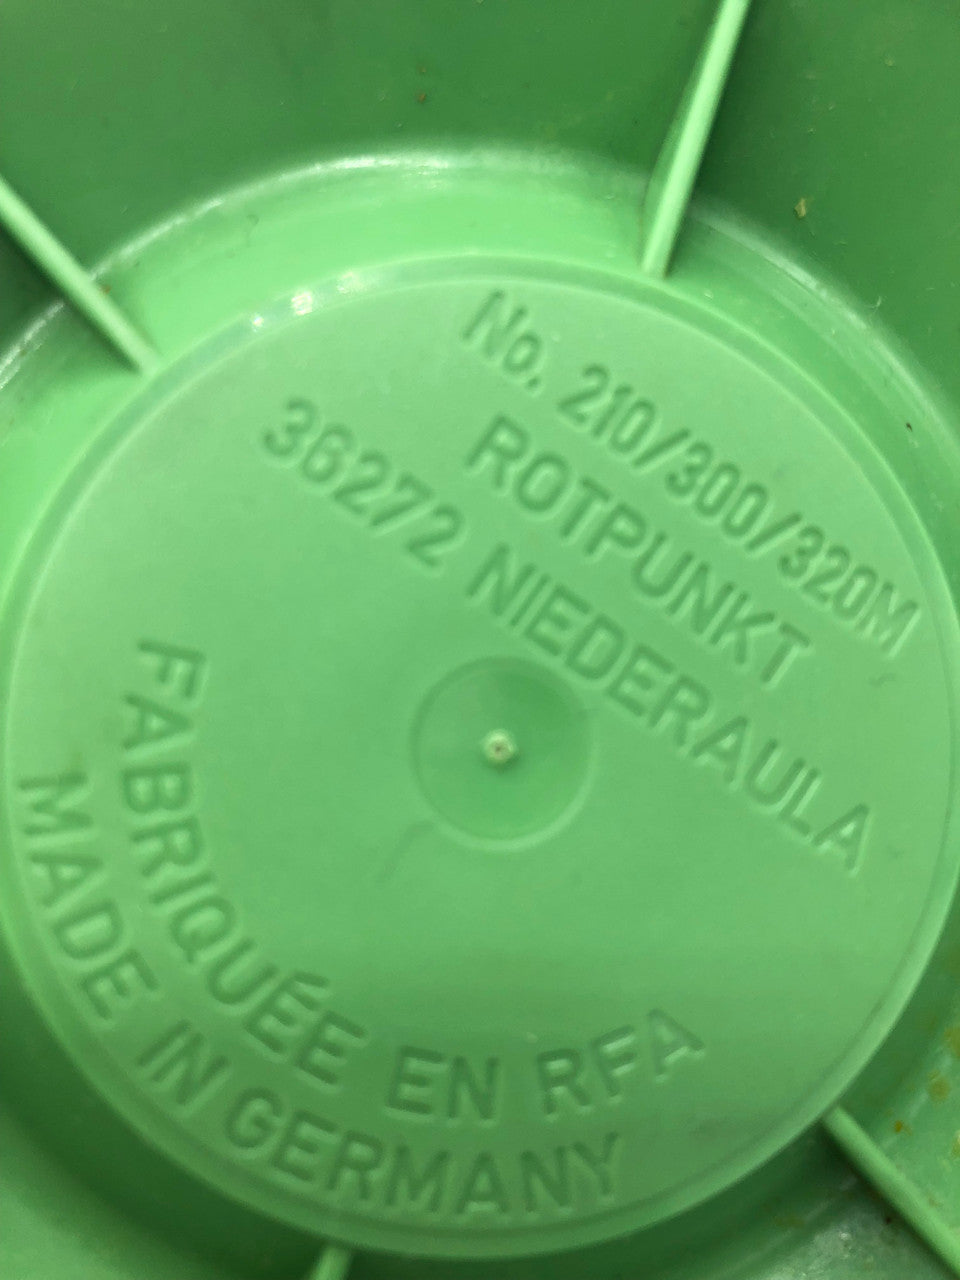 No. 210/300/320M
ROTPUNKT
36272 NIEDERAULA
FABRIQUÉE EN RFA
MADE IN GERMANY